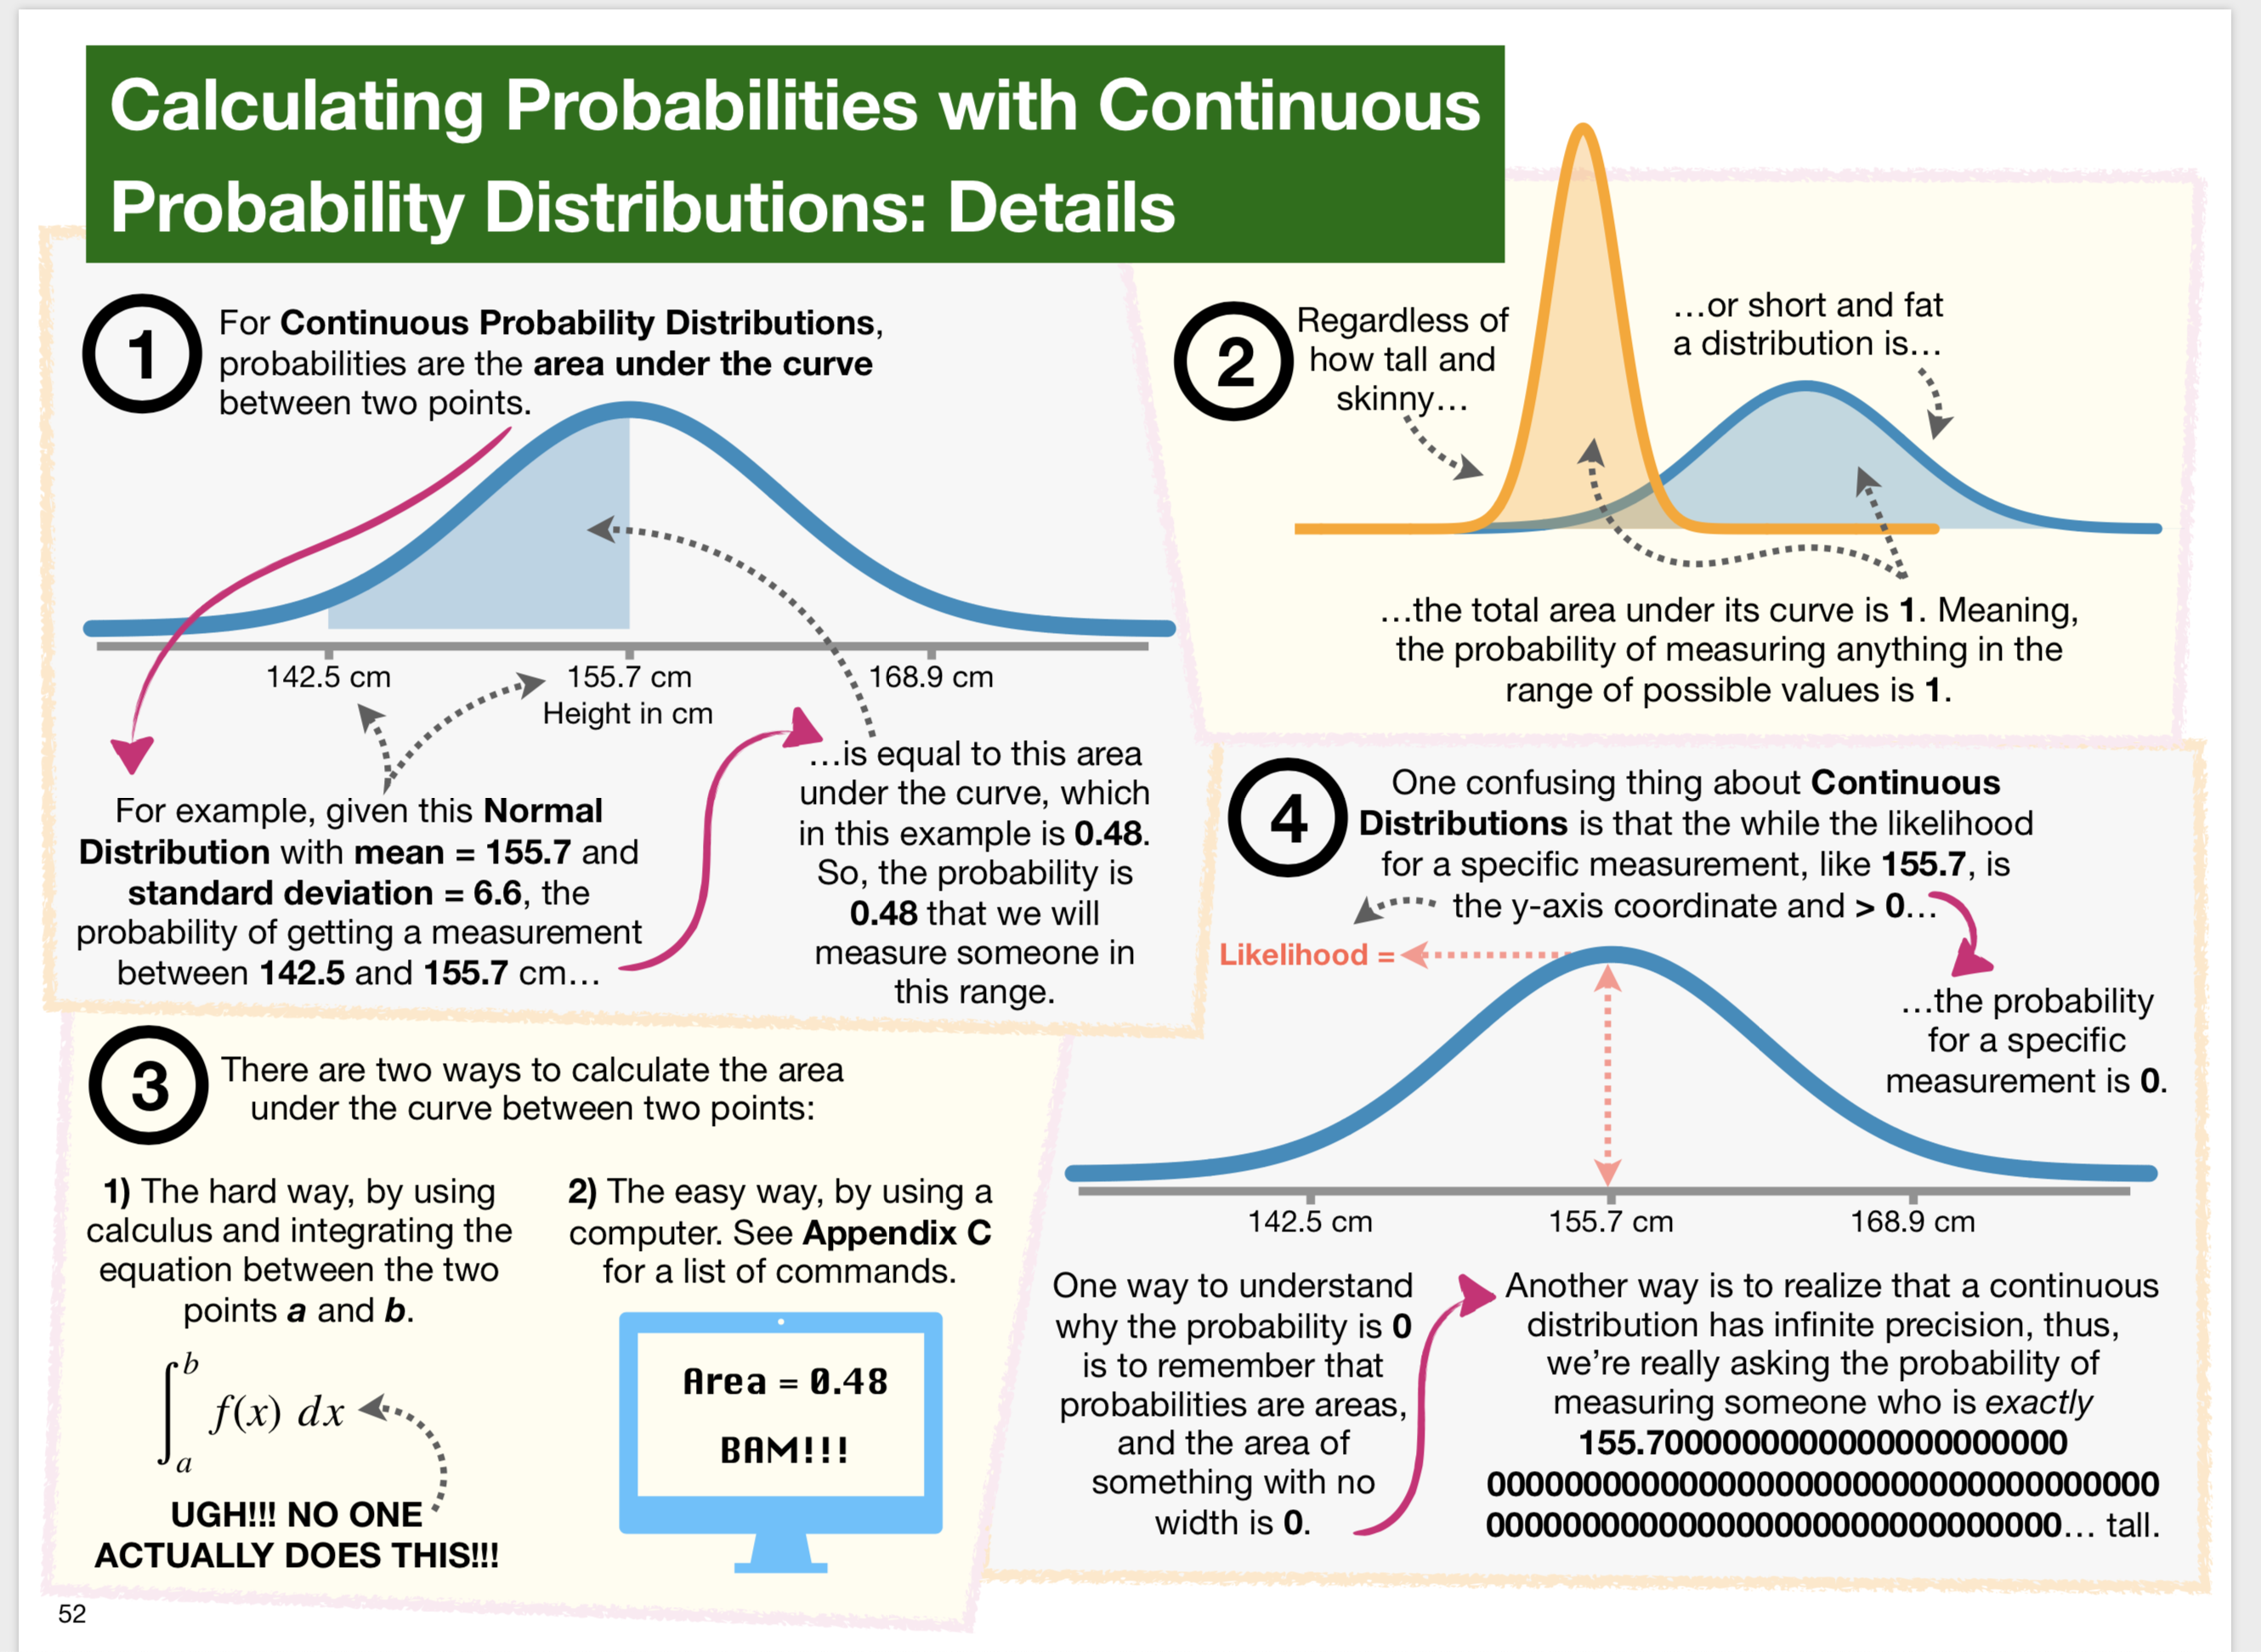 Calculating Probabilities with Continuous
Probability Distributions: Details
1
For Continuous Probability Distributions,
probabilities are the area under the curve
between two points.
142.5 cm
155.7 cm
168.9 cm
Height in cm
For example, given this Normal
Distribution with mean = 155.7 and
standard deviation = 6.6, the
probability of getting a measurement
between 142.5 and 155.7 cm…
…is equal to this area
under the curve, which
in this example is 0.48.
So, the probability is
0.48 that we will
measure someone in
this range.
2
Regardless of
how tall and
skinny…
…or short and fat
a distribution is…
…the total area under its curve is 1. Meaning,
the probability of measuring anything in the
range of possible values is 1.
3
There are two ways to calculate the area
under the curve between two points:
1) The hard way, by using
calculus and integrating the
equation between the two
points a and b.
∫ₐᵇ f(x) dx
UGH!!! NO ONE
ACTUALLY DOES THIS!!!
2) The easy way, by using a
computer. See Appendix C
for a list of commands.
Area = 0.48
BAM!!!
4
One confusing thing about Continuous
Distributions is that the while the likelihood
for a specific measurement, like 155.7, is
the y-axis coordinate and > 0…
Likelihood =
…the probability
for a specific
measurement is 0.
142.5 cm
155.7 cm
168.9 cm
One way to understand
why the probability is 0
is to remember that
probabilities are areas,
and the area of
something with no
width is 0.
Another way is to realize that a continuous
distribution has infinite precision, thus,
we're really asking the probability of
measuring someone who is exactly
155.700000000000000000000
00000000000000000000000000000000000
000000000000000000000000000000… tall.
52